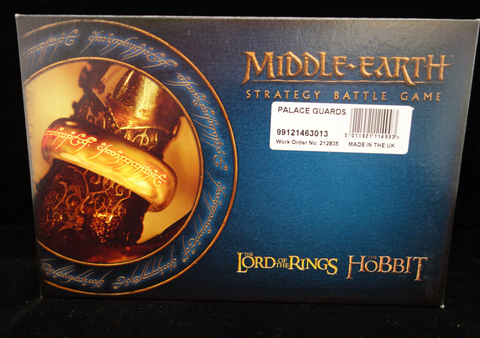 MIDDLE-EARTH
STRATEGY BATTLE GAME
PALACE GUARDS
99121463013
Work Order No: 212835
MADE IN THE UK
THE LORD OF THE RINGS
THE HOBBIT